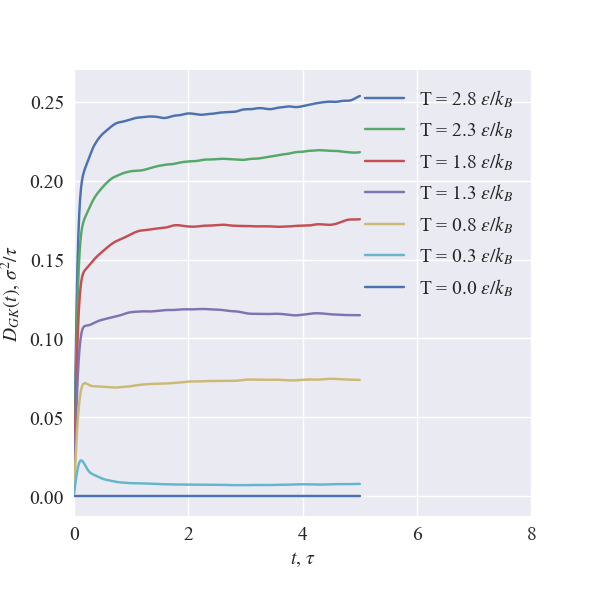 0.25
0.20
0.15
0.10
0.05
0.00
D_{GK}(t), σ²/τ
T = 2.8 ε/k_B
T = 2.3 ε/k_B
T = 1.8 ε/k_B
T = 1.3 ε/k_B
T = 0.8 ε/k_B
T = 0.3 ε/k_B
T = 0.0 ε/k_B
0 2 4 6 8
t, τ